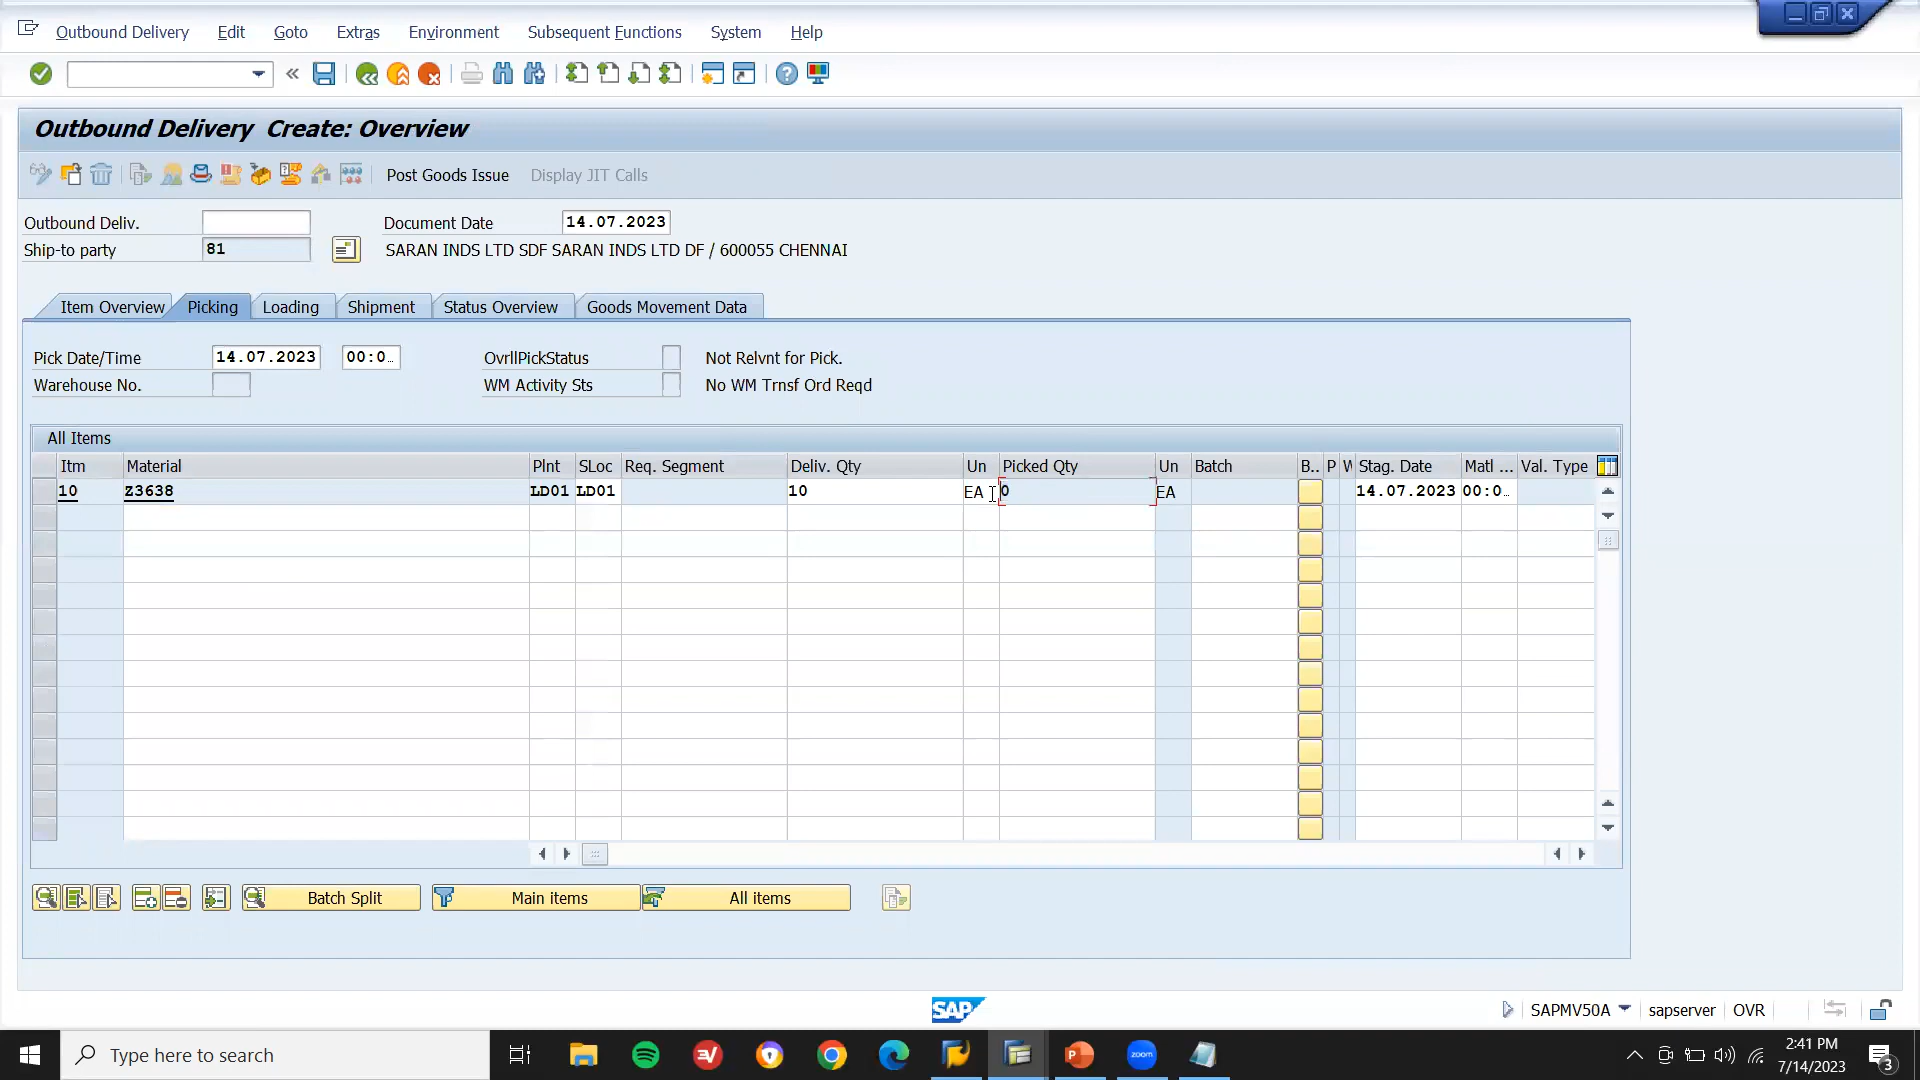 Outbound Delivery Edit Goto Extras Environment Subsequent Functions System Help
Outbound Delivery Create: Overview
Post Goods Issue Display JIT Calls
Outbound Deliv. Document Date 14.07.2023
Ship-to party 81 SARAN INDS LTD SDF SARAN INDS LTD DF / 600055 CHENNAI
Item Overview Picking Loading Shipment Status Overview Goods Movement Data
Pick Date/Time 14.07.2023 00:0… OvrllPickStatus Not Relvnt for Pick.
Warehouse No. WM Activity Sts No WM Trnsf Ord Reqd
All Items
Itm Material Plnt SLoc Req. Segment Deliv. Qty Un Picked Qty Un Batch B.. P W Stag. Date Matl ... Val. Type
10 Z3638 LD01 LD01 10 EA 0 EA 14.07.2023 00:0…
Batch Split Main items All items
SAP SAPMV50A sapserver OVR
Type here to search zoom 2:41 PM
7/14/2023 3